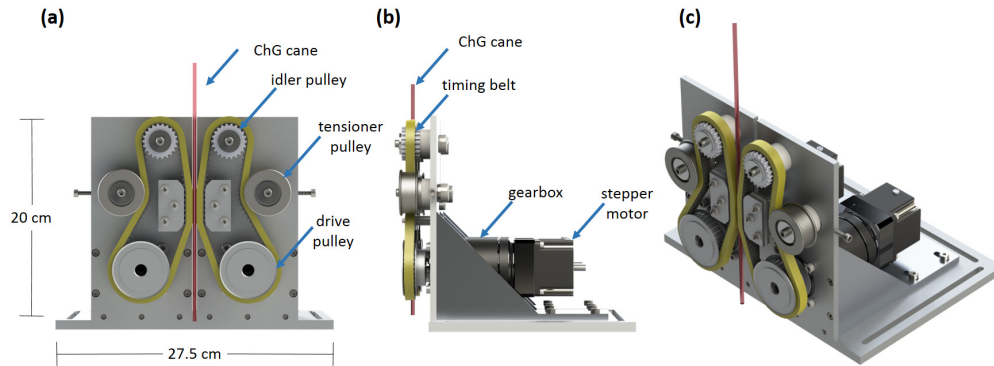 (a)
ChG cane
idler pulley
tensioner
pulley
drive
pulley
20 cm
27.5 cm
(b)
ChG cane
timing belt
gearbox
stepper
motor
(c)